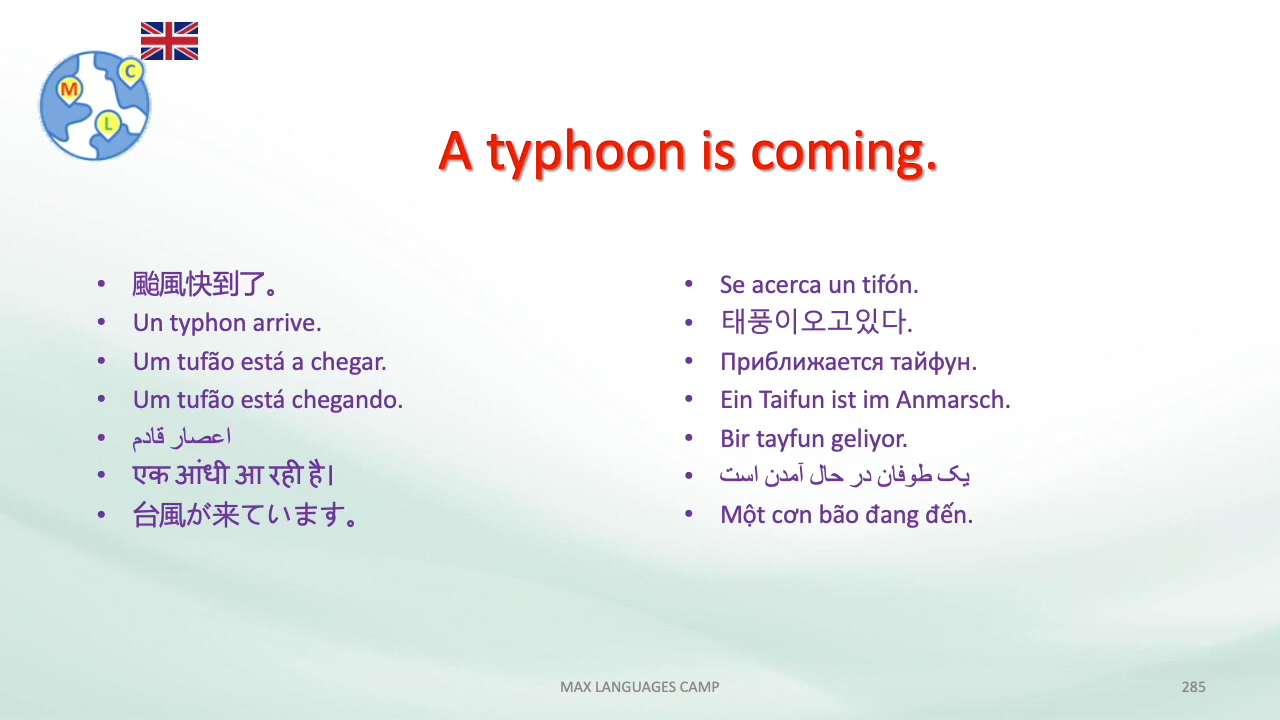 C
M
L
A typhoon is coming.
• 颱風快到了。
• Un typhon arrive.
• Um tufão está a chegar.
• Um tufão está chegando.
• اعصار قادم
• एक आंधी आ रही है।
• 台風が来ています。
• Se acerca un tifón.
• 태풍이오고있다.
• Приближается тайфун.
• Ein Taifun ist im Anmarsch.
• Bir tayfun geliyor.
• یک طوفان در حال آمدن است
• Một cơn bão đang đến.
MAX LANGUAGES CAMP
285